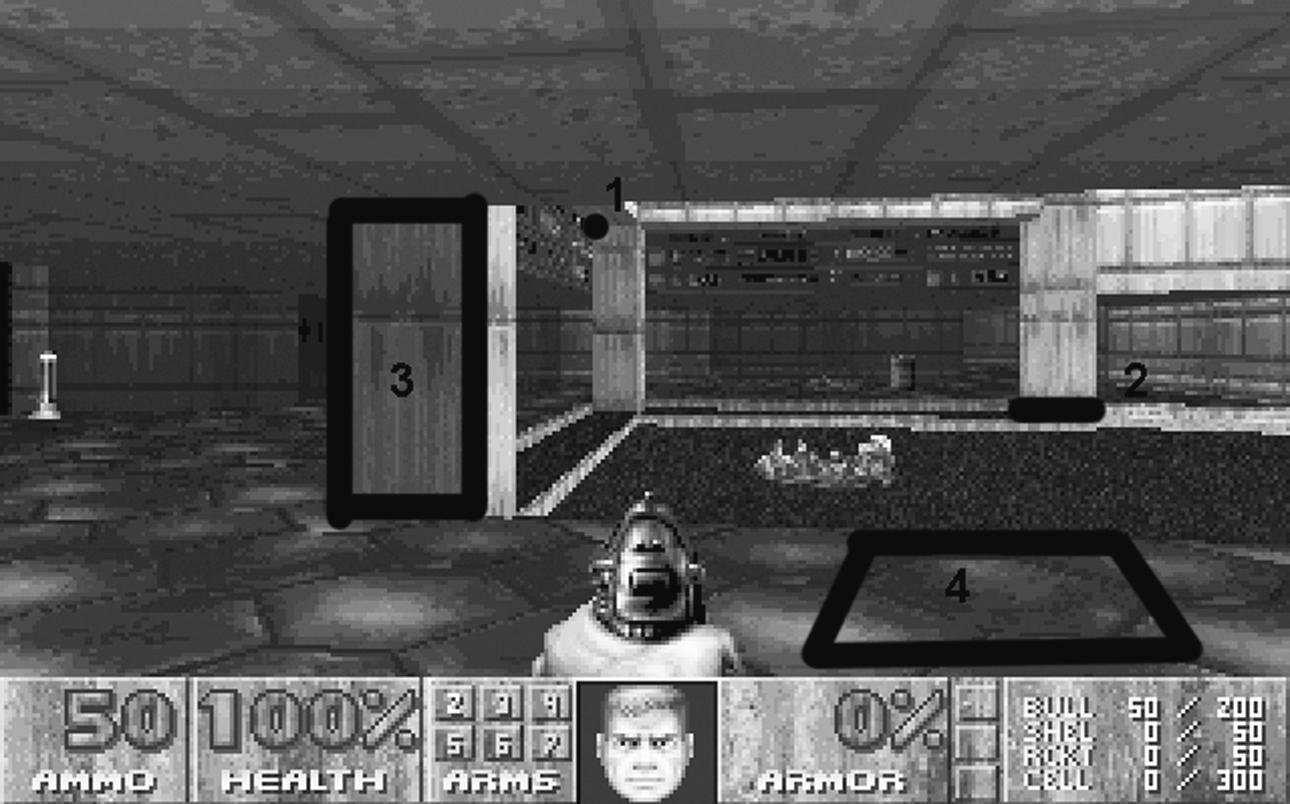 1
3
2
4
50 100% 2 3 4 0% BULL 50 / 200
5 6 7 SHEL 0 / 50
RCKT 0 / 50
AMMO HEALTH ARMS ARMOR CELL 0 / 300